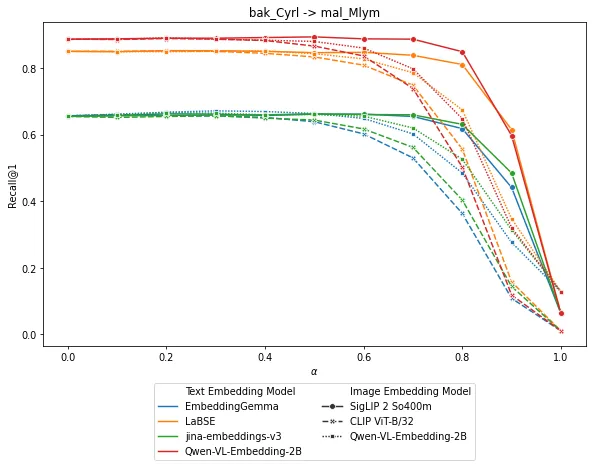 bak_Cyrl -> mal_Mlym
Recall@1
0.8
0.6
0.4
0.2
0.0
0.0 0.2 0.4 0.6 0.8 1.0
α
Text Embedding Model
EmbeddingGemma
LaBSE
jina-embeddings-v3
Qwen-VL-Embedding-2B
Image Embedding Model
SigLIP 2 So400m
CLIP ViT-B/32
Qwen-VL-Embedding-2B